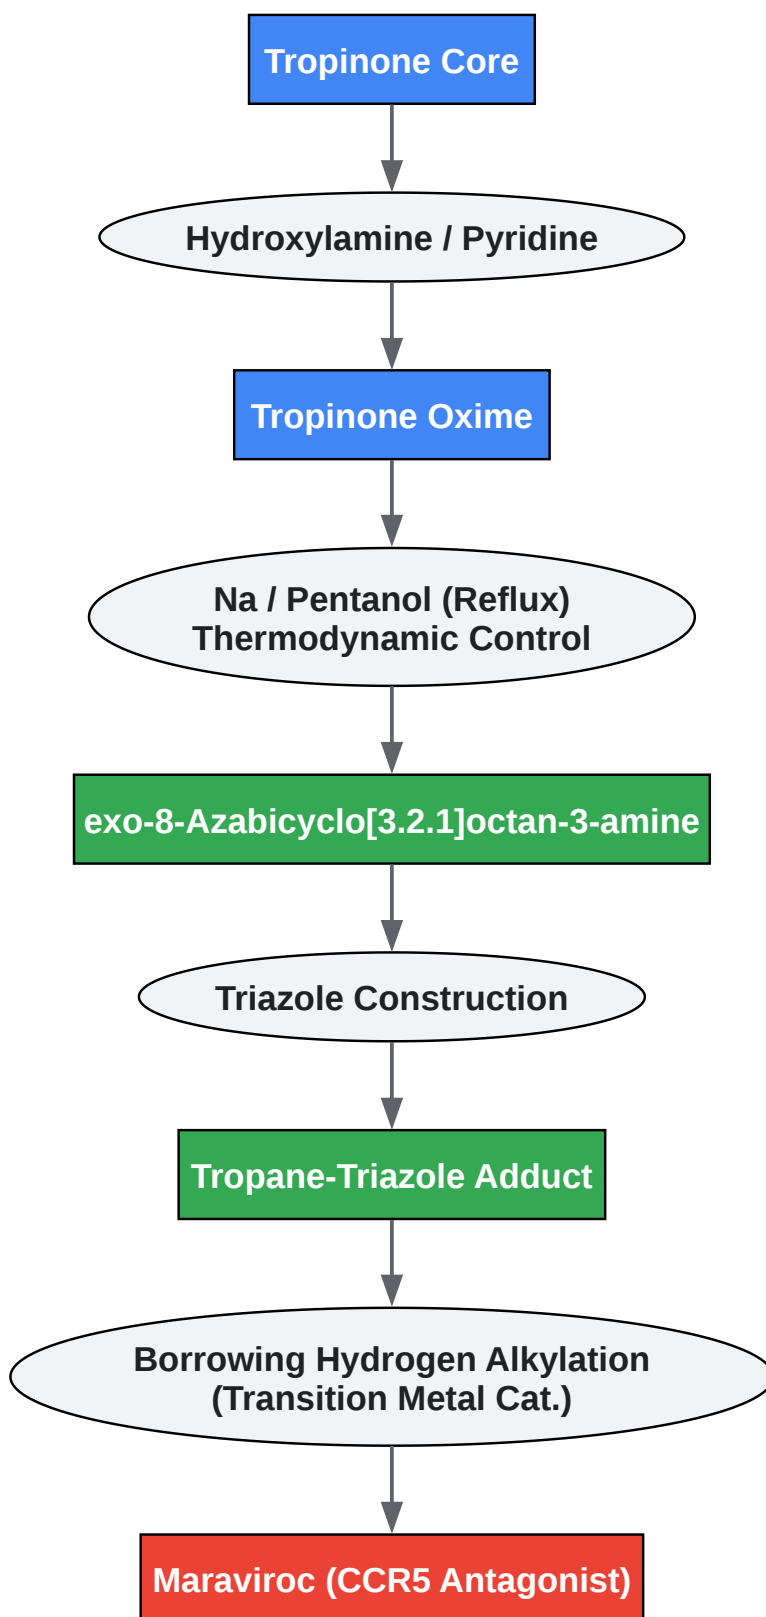 Tropinone Core
Hydroxylamine / Pyridine
Tropinone Oxime
Na / Pentanol (Reflux)
Thermodynamic Control
exo-8-Azabicyclo[3.2.1]octan-3-amine
Triazole Construction
Tropane-Triazole Adduct
Borrowing Hydrogen Alkylation
(Transition Metal Cat.)
Maraviroc (CCR5 Antagonist)